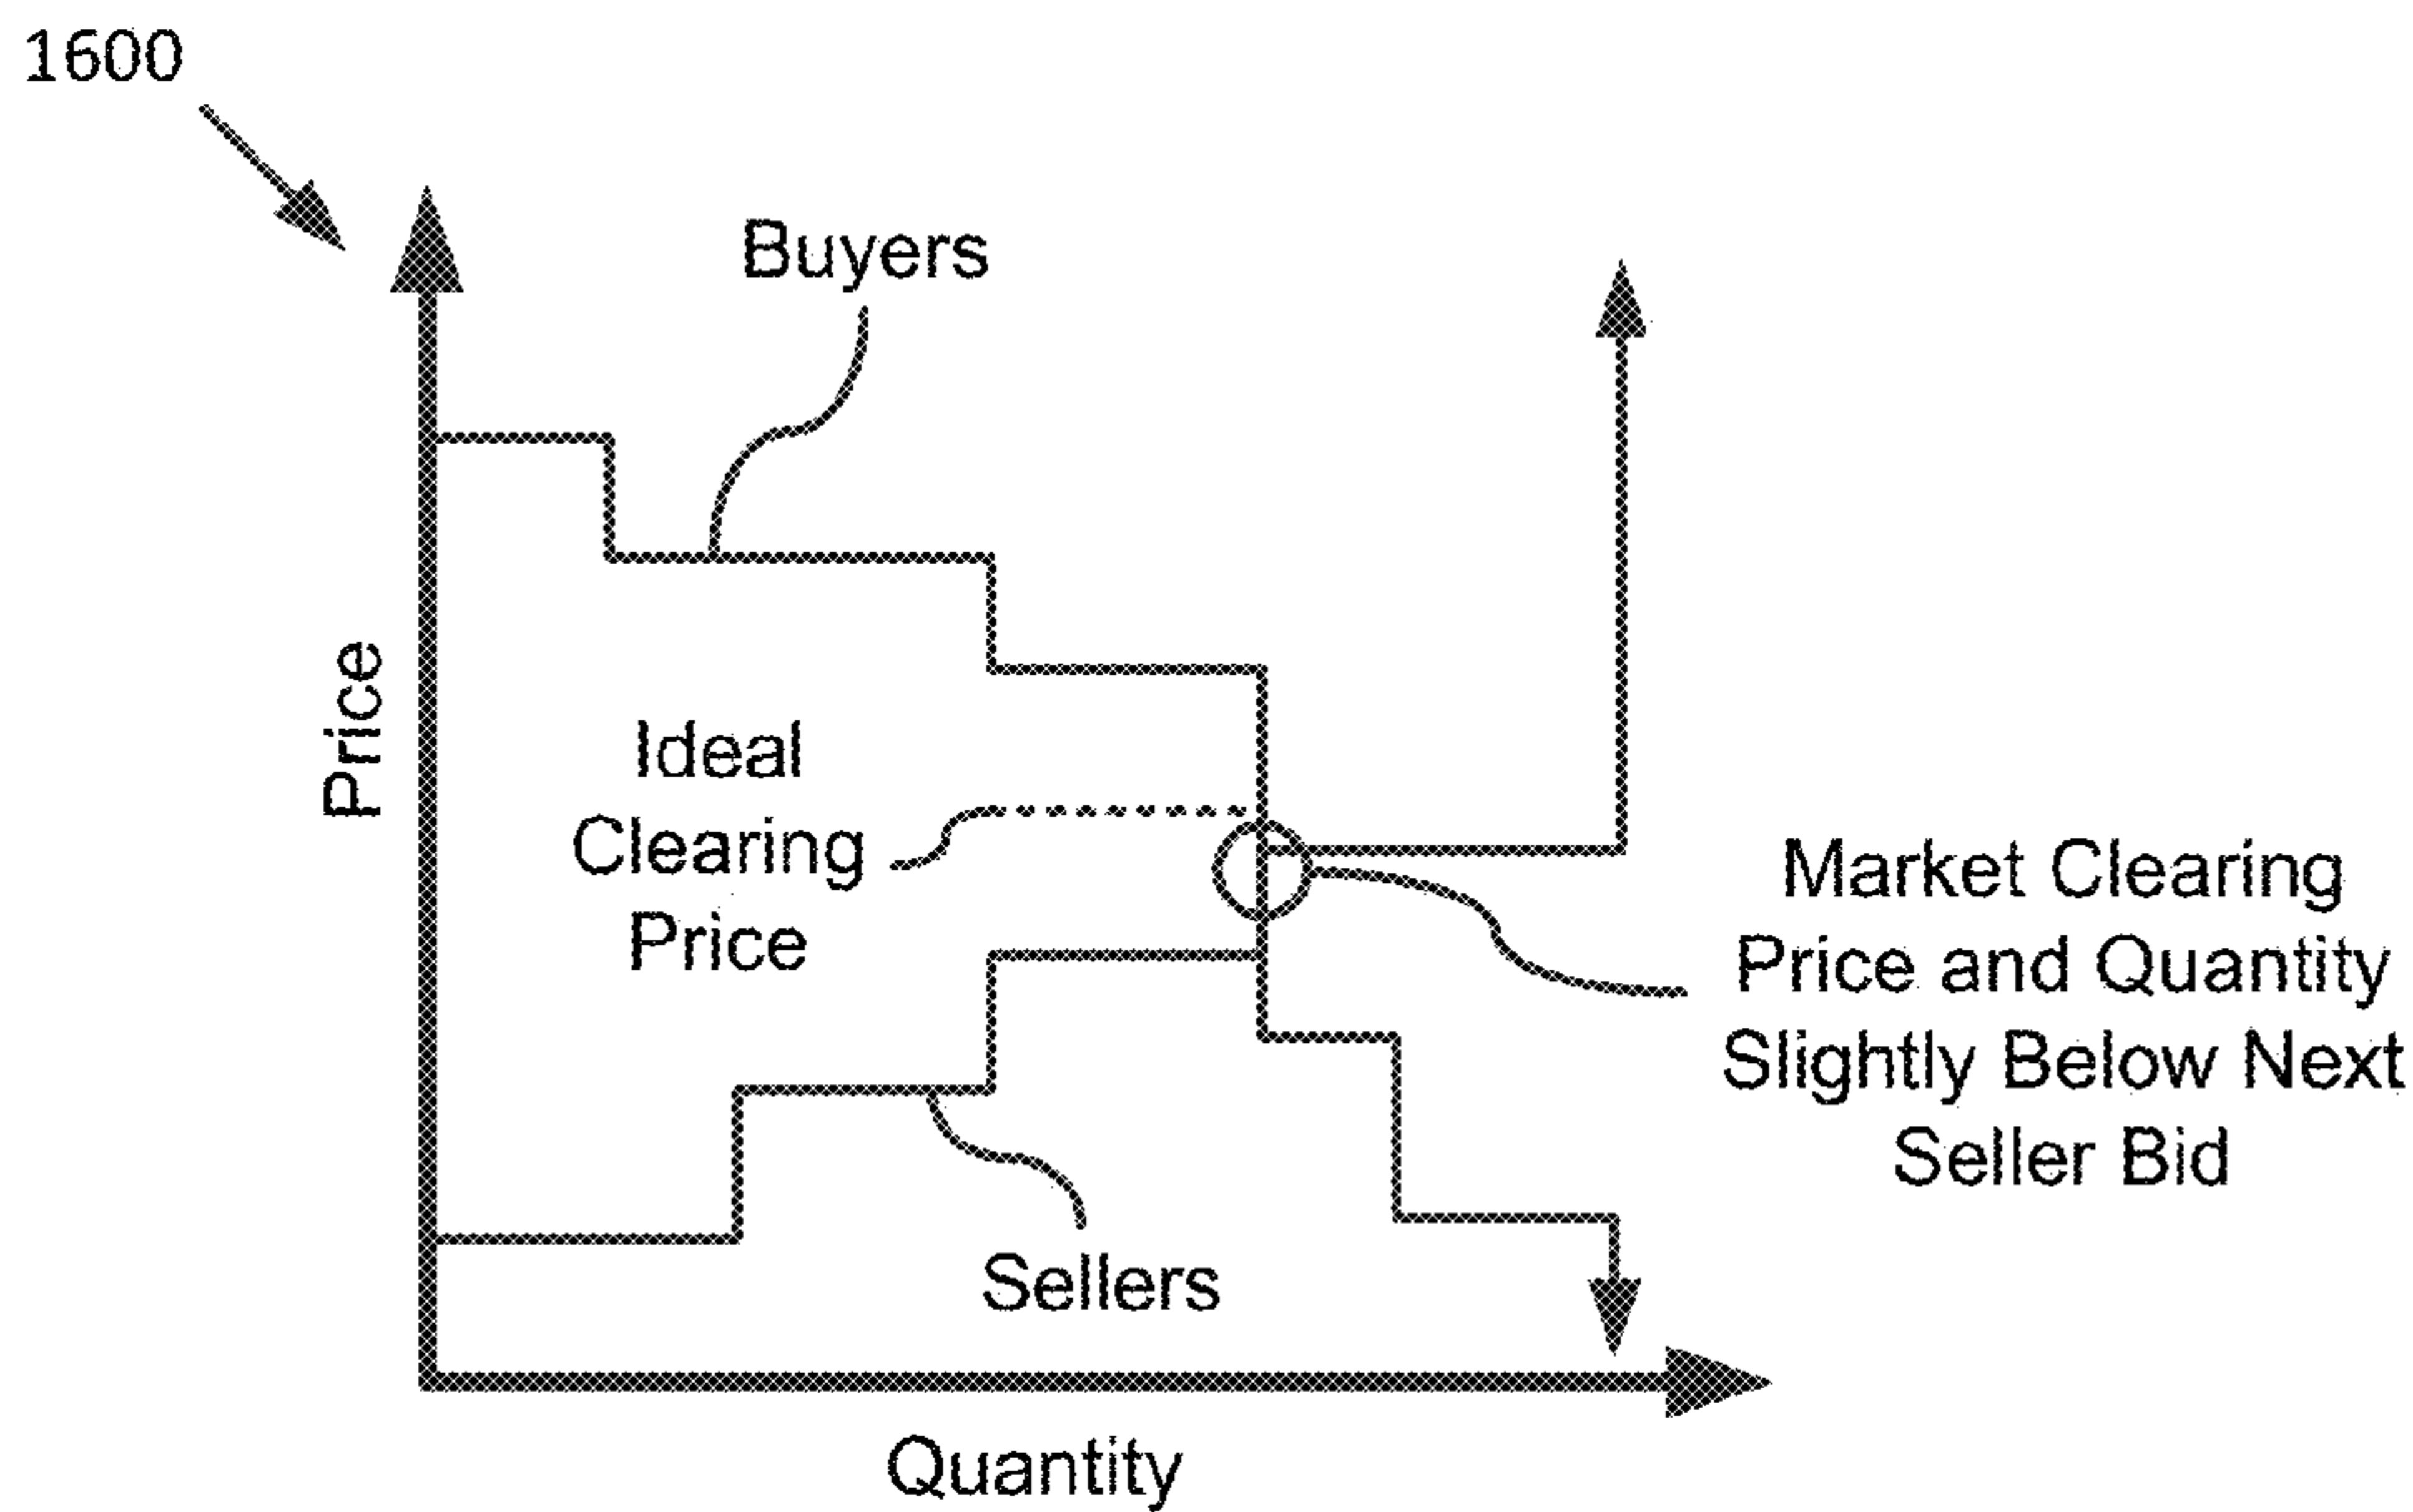 1600
Buyers
Price
Ideal
Clearing
Price
Market Clearing
Price and Quantity
Slightly Below Next
Seller Bid
Sellers
Quantity